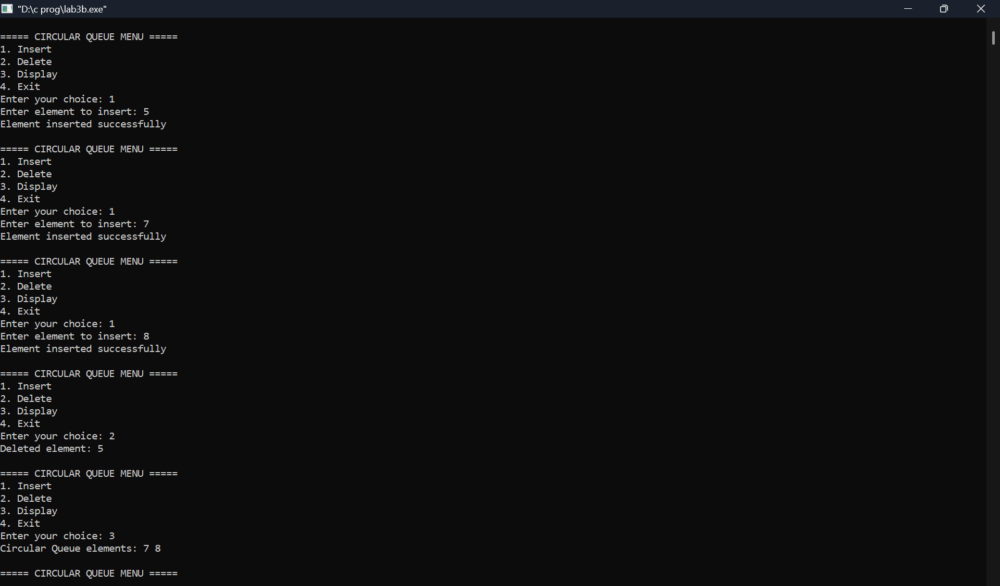 "D:\c prog\lab3b.exe"
===== CIRCULAR QUEUE MENU =====
1. Insert
2. Delete
3. Display
4. Exit
Enter your choice: 1
Enter element to insert: 5
Element inserted successfully
===== CIRCULAR QUEUE MENU =====
1. Insert
2. Delete
3. Display
4. Exit
Enter your choice: 1
Enter element to insert: 7
Element inserted successfully
===== CIRCULAR QUEUE MENU =====
1. Insert
2. Delete
3. Display
4. Exit
Enter your choice: 1
Enter element to insert: 8
Element inserted successfully
===== CIRCULAR QUEUE MENU =====
1. Insert
2. Delete
3. Display
4. Exit
Enter your choice: 2
Deleted element: 5
===== CIRCULAR QUEUE MENU =====
1. Insert
2. Delete
3. Display
4. Exit
Enter your choice: 3
Circular Queue elements: 7 8
===== CIRCULAR QUEUE MENU =====